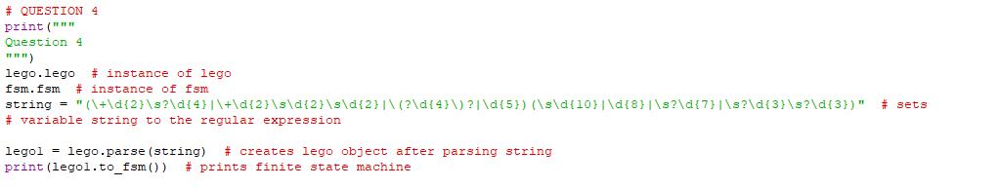 # QUESTION 4
print("""
Question 4
""")
lego.lego  # instance of lego
fsm.fsm  # instance of fsm
string = "(\+\d{2}\s?\d{4}|\+\d{2}\s\d{2}\s\d{2}|\(?\d{4}\)?|\d{5})(\s\d{10}|\d{8}|\s?\d{7}|\s?\d{3}\s?\d{3})"  # sets
# variable string to the regular expression
lego1 = lego.parse(string)  # creates lego object after parsing string
print(lego1.to_fsm())  # prints finite state machine